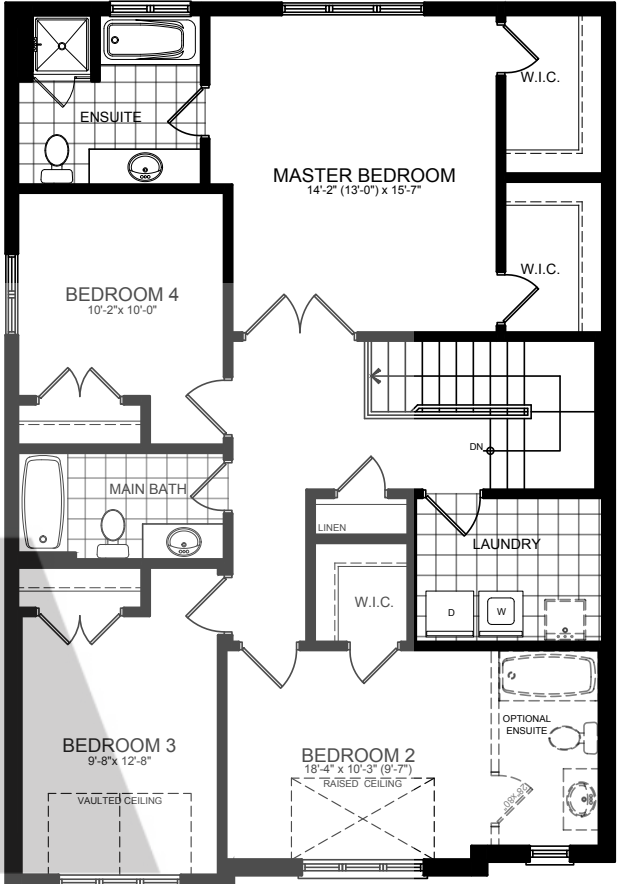 W.I.C.
ENSUITE
MASTER BEDROOM
14'-2" (13'-0") x 15'-7"
W.I.C.
BEDROOM 4
10'-2"x 10'-0"
DN
MAIN BATH
LINEN
LAUNDRY
W.I.C.
D
W
OPTIONAL
ENSUITE
BEDROOM 3
9'-8"x 12'-8"
BEDROOM 2
18'-4" x 10'-3" (9'-7")
RAISED CEILING
VAULTED CEILING
28"x80"